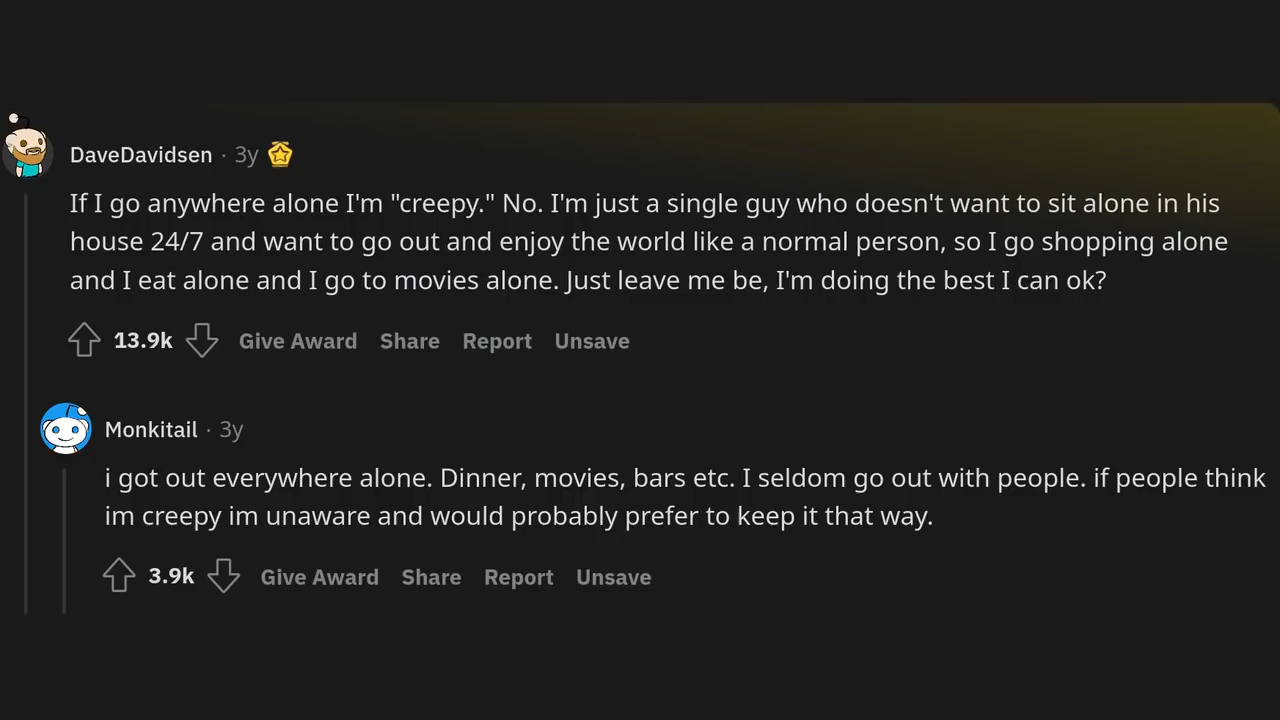 DaveDavidsen · 3y
If I go anywhere alone I'm "creepy." No. I'm just a single guy who doesn't want to sit alone in his
house 24/7 and want to go out and enjoy the world like a normal person, so I go shopping alone
and I eat alone and I go to movies alone. Just leave me be, I'm doing the best I can ok?
13.9k Give Award Share Report Unsave
Monkitail · 3y
i got out everywhere alone. Dinner, movies, bars etc. I seldom go out with people. if people think
im creepy im unaware and would probably prefer to keep it that way.
3.9k Give Award Share Report Unsave